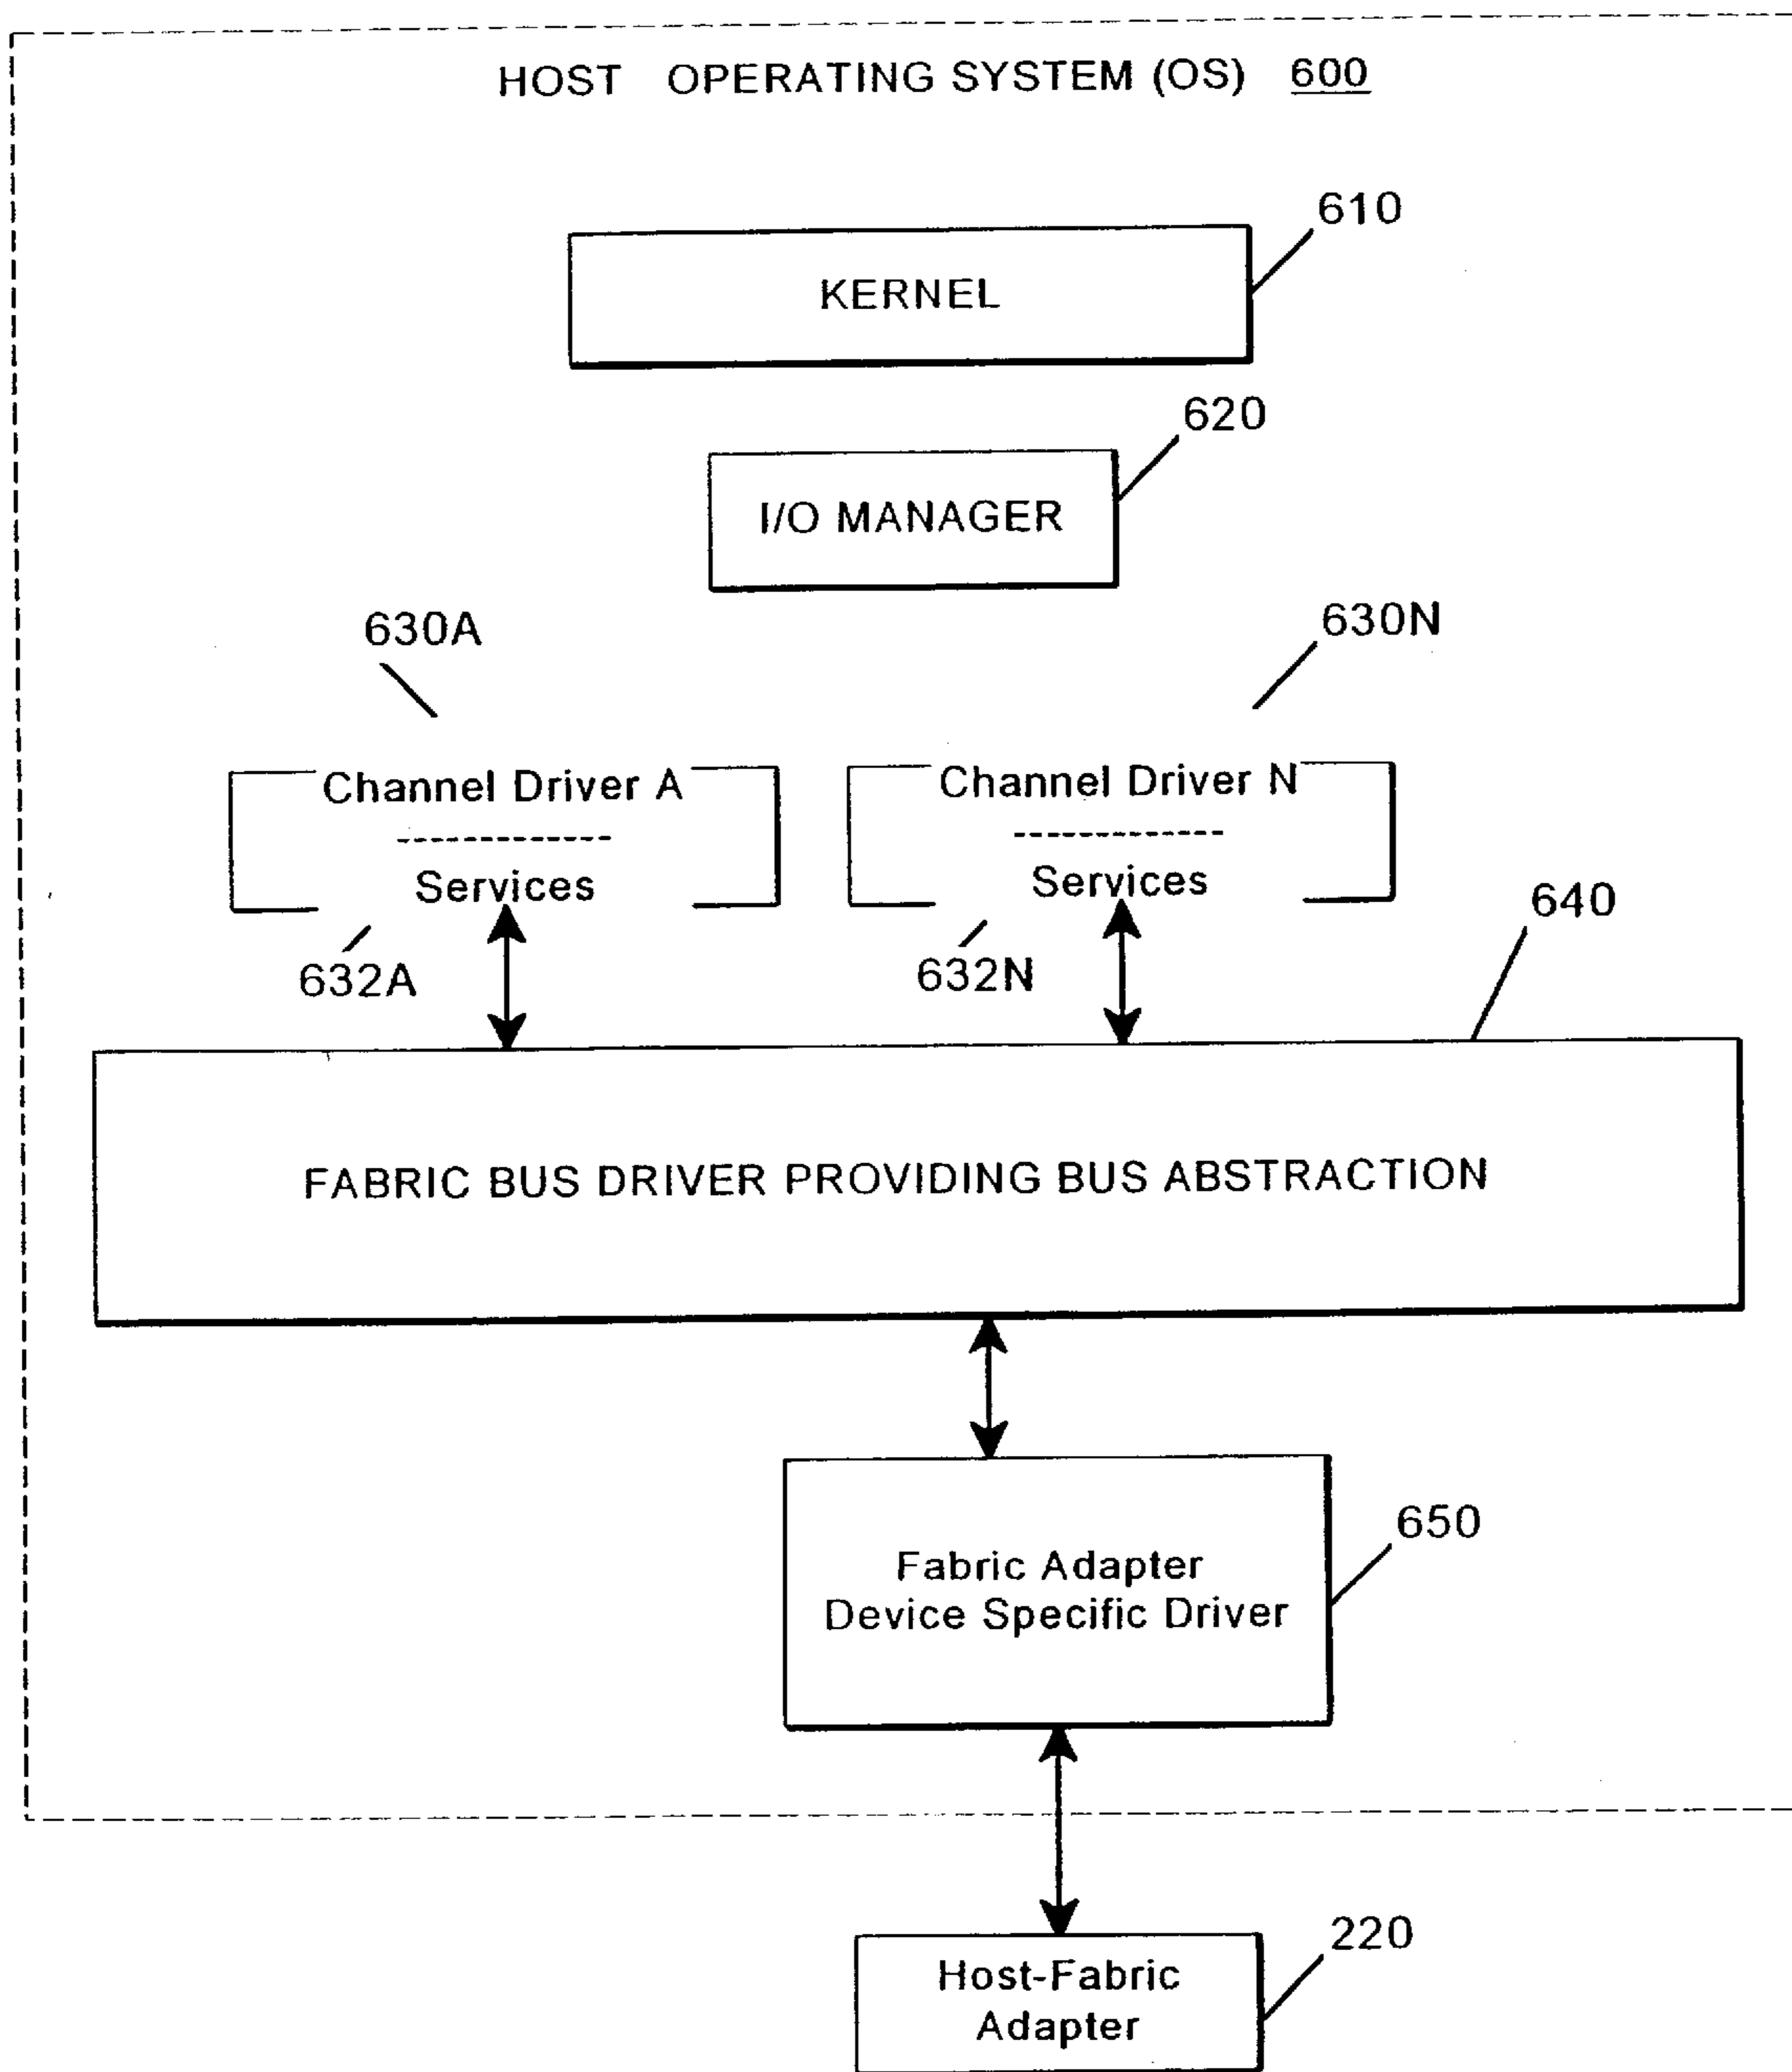 HOST OPERATING SYSTEM (OS) 600
610
KERNEL
620
I/O MANAGER
630A
630N
Channel Driver A
------------
Services
Channel Driver N
------------
Services
632A
632N
640
FABRIC BUS DRIVER PROVIDING BUS ABSTRACTION
650
Fabric Adapter
Device Specific Driver
220
Host-Fabric
Adapter